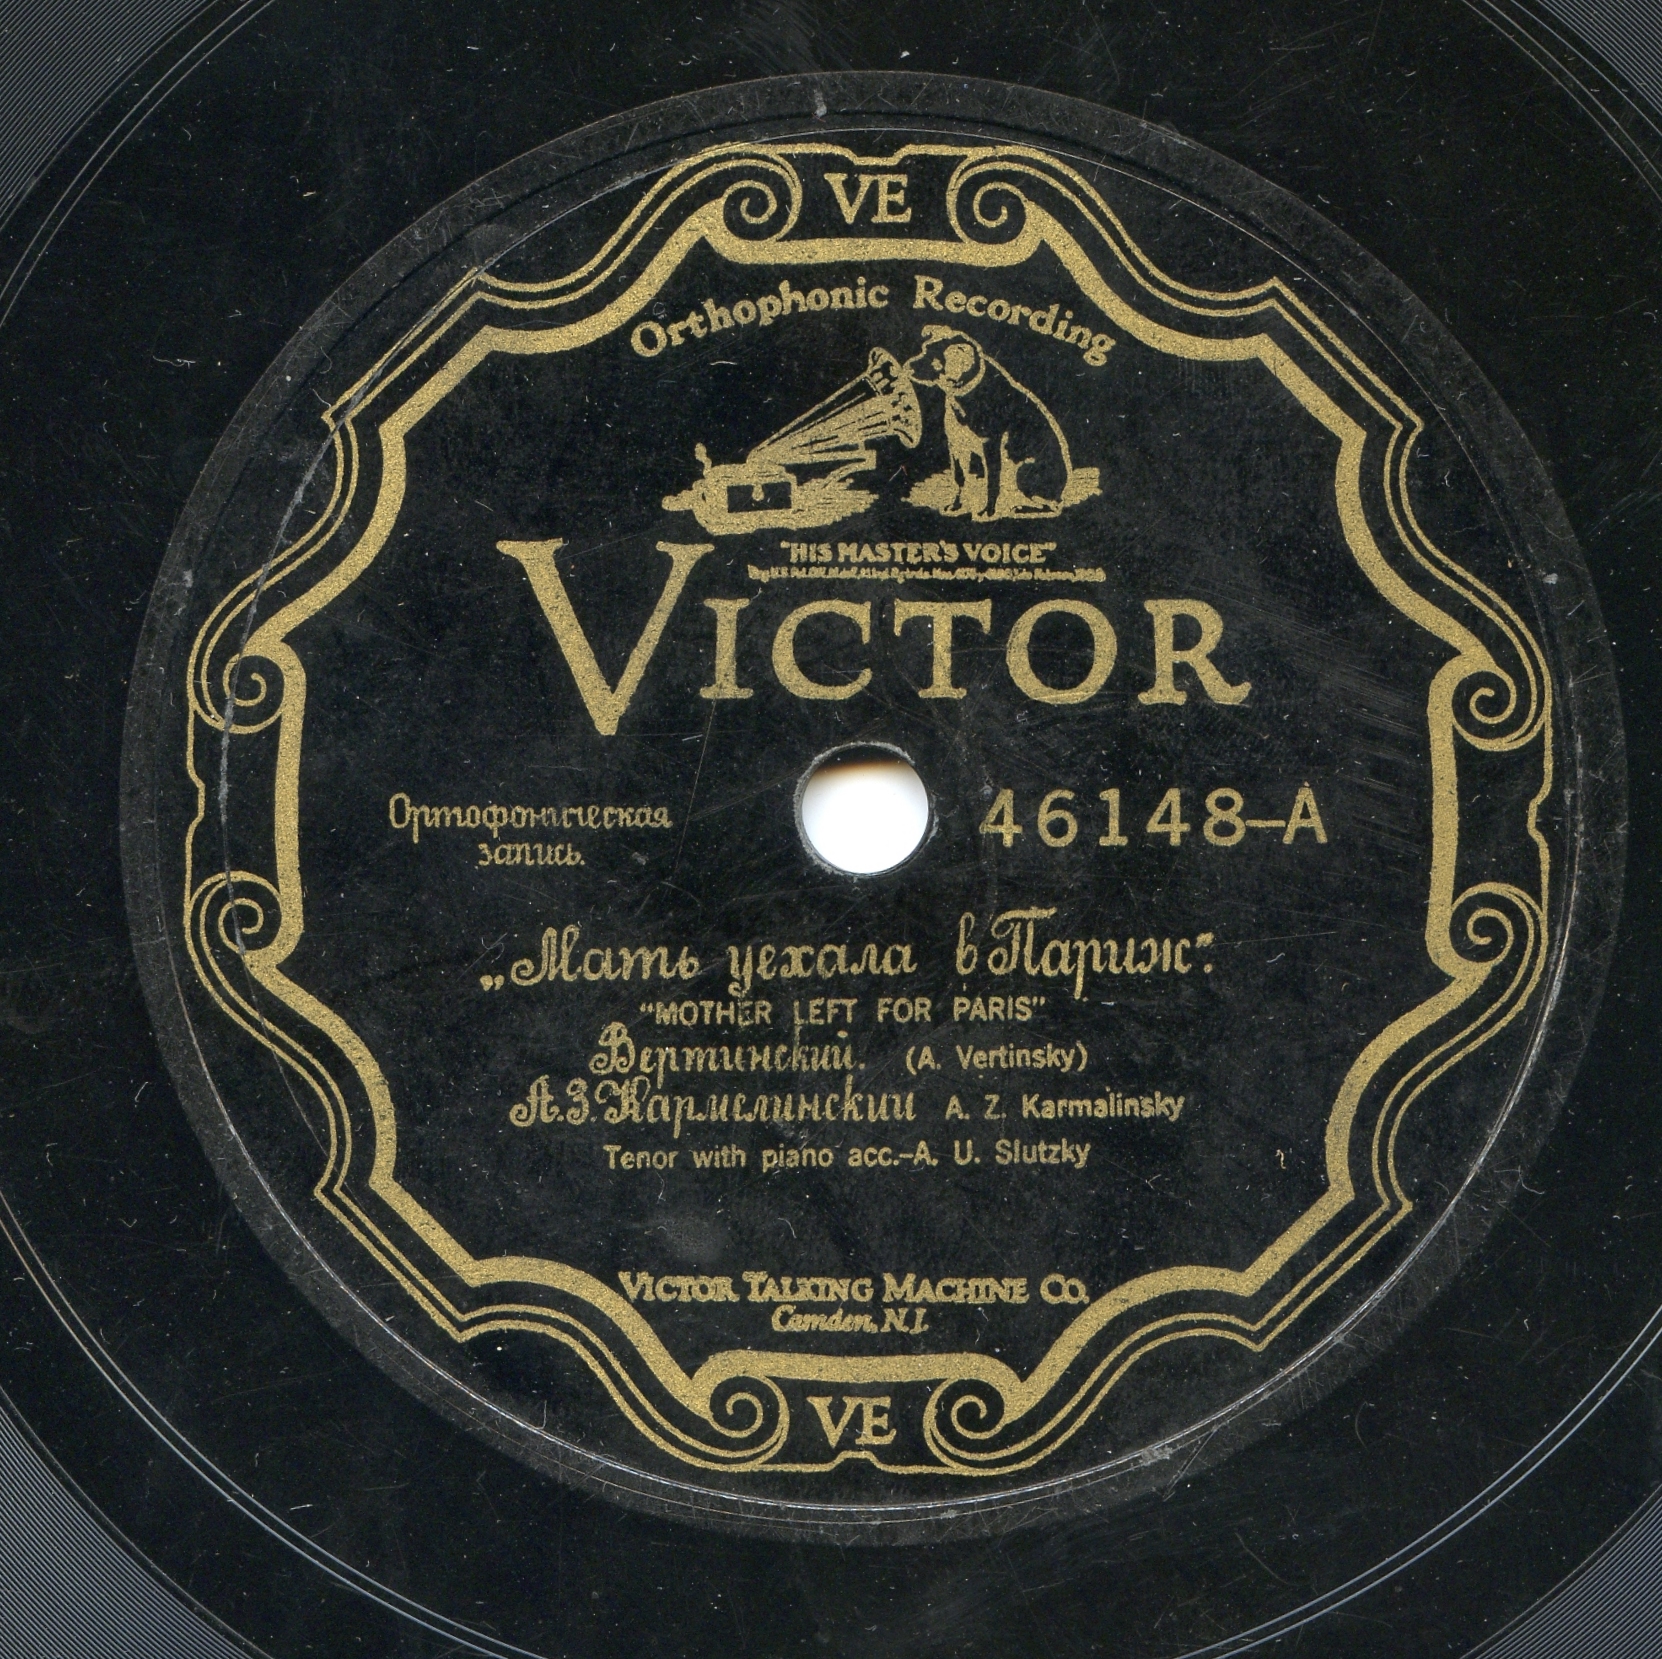 VE
Orthophonic Recording
"HIS MASTER'S VOICE"
VICTOR
Ортофоническая
запись.
46148-A
„Мать уехала в Париж".
"MOTHER LEFT FOR PARIS"
Вертинский. (A. Vertinsky)
А.З.Кармелинский A. Z. Karmalinsky
Tenor with piano acc.-A. U. Slutzky
VICTOR TALKING MACHINE CO.
Camden, N.J.
VE